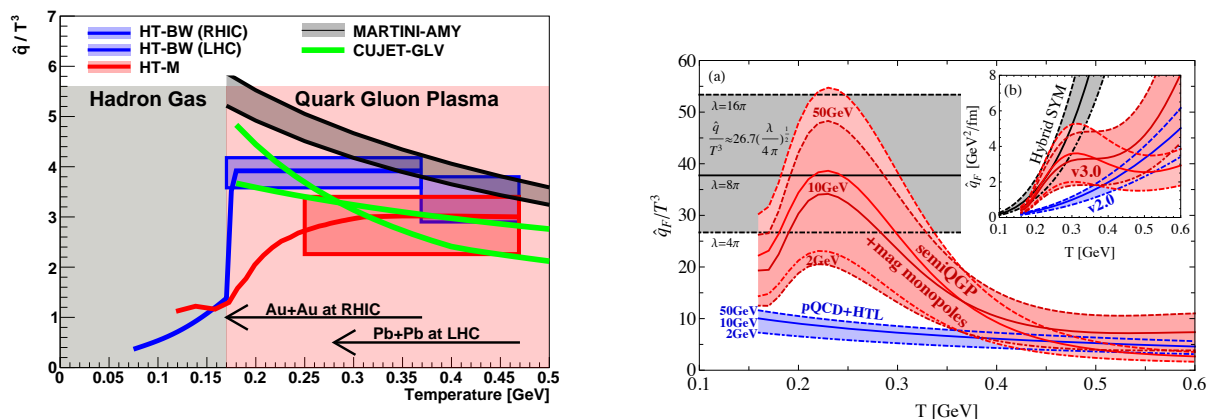 q̂ /T³
7
6
5
4
3
2
1
0
HT-BW (RHIC)
HT-BW (LHC)
HT-M
MARTINI-AMY
CUJET-GLV
Hadron Gas
Quark Gluon Plasma
Au+Au at RHIC
Pb+Pb at LHC
0 0.05 0.1 0.15 0.2 0.25 0.3 0.35 0.4 0.45 0.5
Temperature [GeV]
q̂_F/T³
60
55
50
45
40
35
30
25
20
15
10
5
0
(a)
λ=16π
q̂/T³≈26.7(λ/4π)^½
λ=8π
λ=4π
50GeV
10GeV
2GeV
semiQGP
+mag monopoles
50GeV
10GeV
2GeV
pQCD+HTL
0.1 0.2 0.3 0.4 0.5 0.6
T [GeV]
q̂_F [GeV²/fm]
8
6
4
2
0
(b)
Hybrid SYM
v3.0
v2.0
0.1 0.2 0.3 0.4 0.5 0.6
T [GeV]